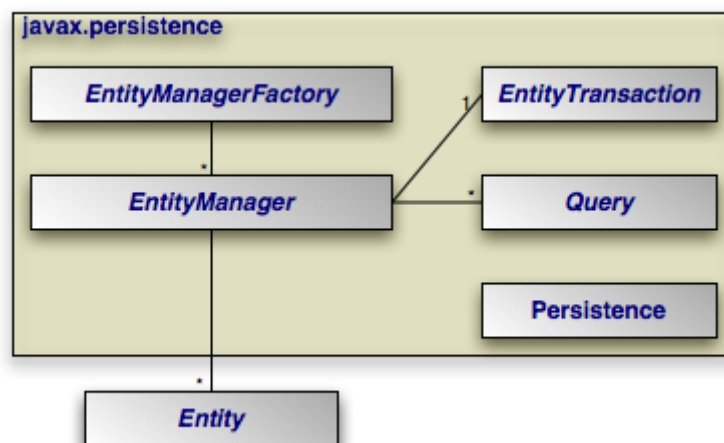 javax.persistence
EntityManagerFactory
1
EntityTransaction
*
EntityManager
*
Query
Persistence
*
Entity